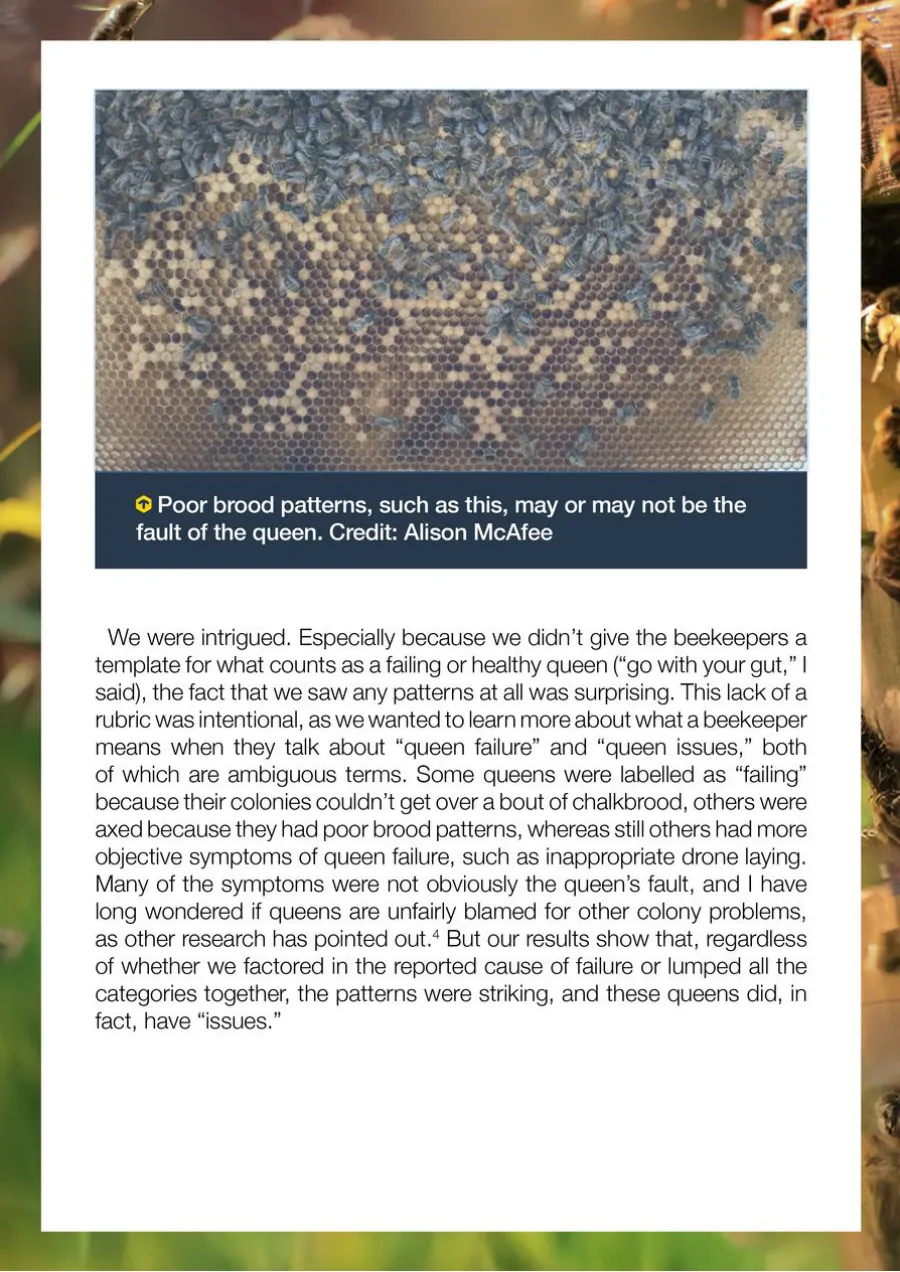 Poor brood patterns, such as this, may or may not be the
fault of the queen. Credit: Alison McAfee
We were intrigued. Especially because we didn’t give the beekeepers a
template for what counts as a failing or healthy queen (“go with your gut,” I
said), the fact that we saw any patterns at all was surprising. This lack of a
rubric was intentional, as we wanted to learn more about what a beekeeper
means when they talk about “queen failure” and “queen issues,” both
of which are ambiguous terms. Some queens were labelled as “failing”
because their colonies couldn’t get over a bout of chalkbrood, others were
axed because they had poor brood patterns, whereas still others had more
objective symptoms of queen failure, such as inappropriate drone laying.
Many of the symptoms were not obviously the queen’s fault, and I have
long wondered if queens are unfairly blamed for other colony problems,
as other research has pointed out.⁴ But our results show that, regardless
of whether we factored in the reported cause of failure or lumped all the
categories together, the patterns were striking, and these queens did, in
fact, have “issues.”